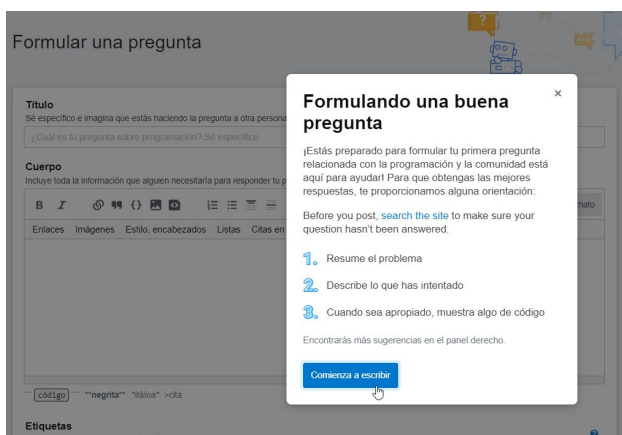 Formular una pregunta
Título
Sé específico e imagina que estás haciendo la pregunta a otra persona
¿Cuál es tu pregunta sobre programación? Sé específico.
Cuerpo
Incluye toda la información que alguien necesitaría para responder tu p
B I
mato
Enlaces Imágenes Estilo, encabezados Listas Citas en
``` código ``` **negrita** *itálica* >cita
Etiquetas
×
Formulando una buena
pregunta
¡Estás preparado para formular tu primera pregunta
relacionada con la programación y la comunidad está
aquí para ayudar! Para que obtengas las mejores
respuestas, te proporcionamos alguna orientación:
Before you post, search the site to make sure your
question hasn't been answered.
1. Resume el problema
2. Describe lo que has intentado
3. Cuando sea apropiado, muestra algo de código
Encontrarás más sugerencias en el panel derecho.
Comienza a escribir